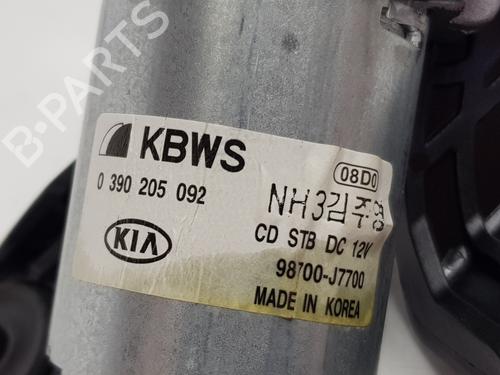 B-PARTS
KBWS
08D0
0 390 205 092
NH3김주영
KIA
CD STB DC 12V
98700-J7700
MADE IN KOREA